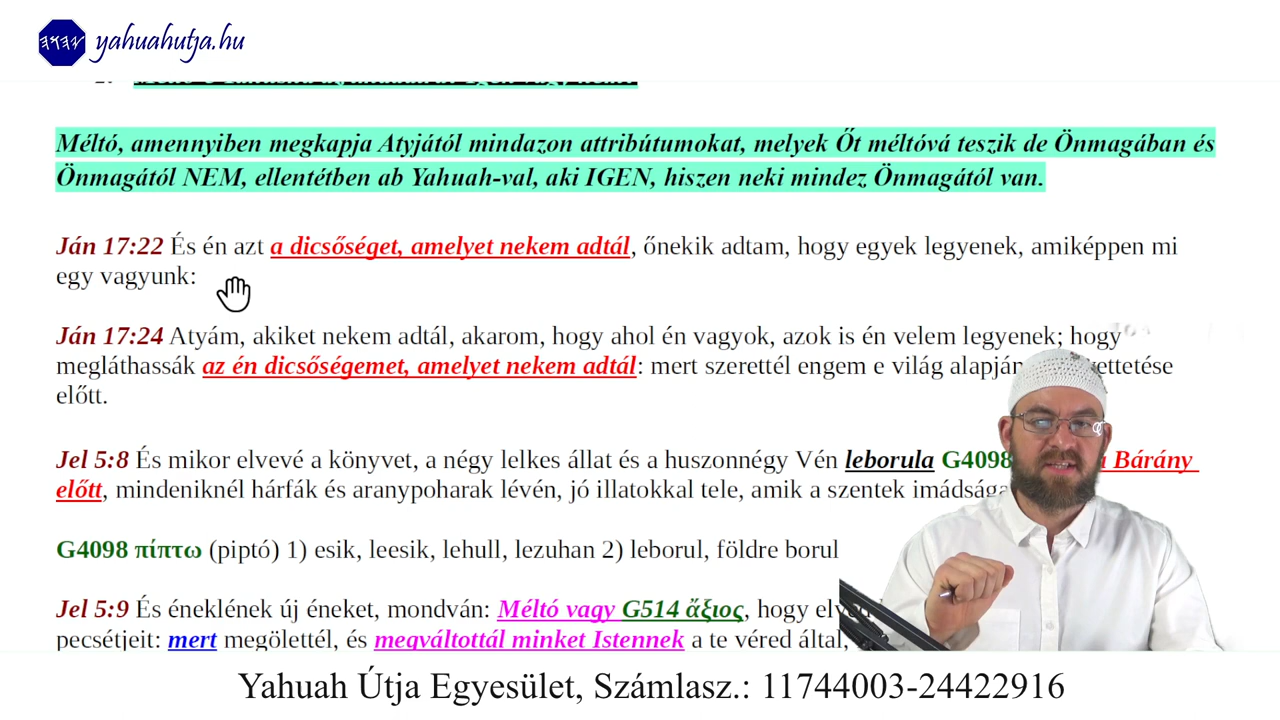 yahuahutja.hu
Méltó, amennyiben megkapja Atyjától mindazon attribútumokat, melyek Őt méltóvá teszik de Önmagában és
Önmagától NEM, ellentétben ab Yahuah-val, aki IGEN, hiszen neki mindez Önmagától van.
Ján 17:22 És én azt a dicsőséget, amelyet nekem adtál, őnekik adtam, hogy egyek legyenek, amiképpen mi
egy vagyunk:
Ján 17:24 Atyám, akiket nekem adtál, akarom, hogy ahol én vagyok, azok is én velem legyenek; hogy
megláthassák az én dicsőségemet, amelyet nekem adtál: mert szerettél engem e világ
előtt.
Jel 5:8 És mikor elvevé a könyvet, a négy lelkes állat és a huszonnégy Vén leborula G4098 Bárány
előtt, mindeniknél hárfák és aranypoharak lévén, jó illatokkal tele, amik a szentek
G4098 πίπτω (piptó) 1) esik, leesik, lehull, lezuhan 2) leborul, földre borul
Jel 5:9 És éneklének új éneket, mondván: Méltó vagy G514 ἄξιος, hogy
pecsétjeit: mert megölettél, és megváltottál minket Istennek a te véred által,
Yahuah Útja Egyesület, Számlasz.: 11744003-24422916